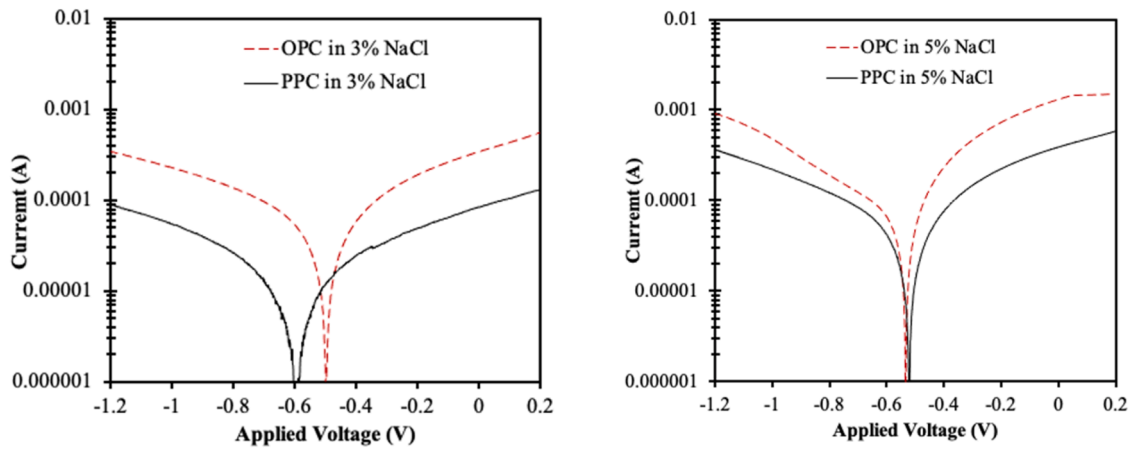 0.01
0.001
0.0001
0.00001
0.000001
Curremt (A)
OPC in 3% NaCl
PPC in 3% NaCl
-1.2 -1 -0.8 -0.6 -0.4 -0.2 0 0.2
Applied Voltage (V)
0.01
0.001
0.0001
0.00001
0.000001
Curremt (A)
OPC in 5% NaCl
PPC in 5% NaCl
-1.2 -1 -0.8 -0.6 -0.4 -0.2 0 0.2
Applied Voltage (V)